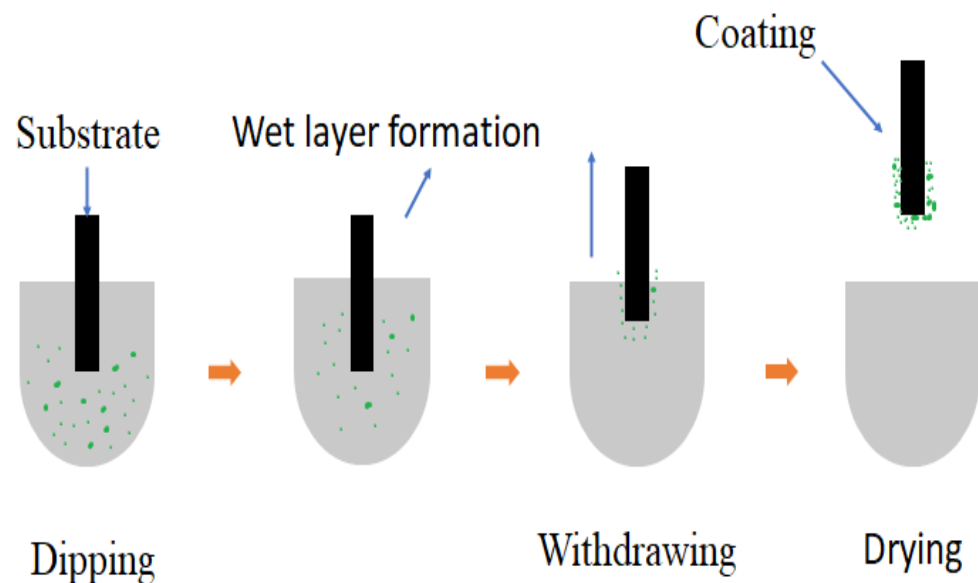 Coating
Substrate
Wet layer formation
Dipping
Withdrawing
Drying